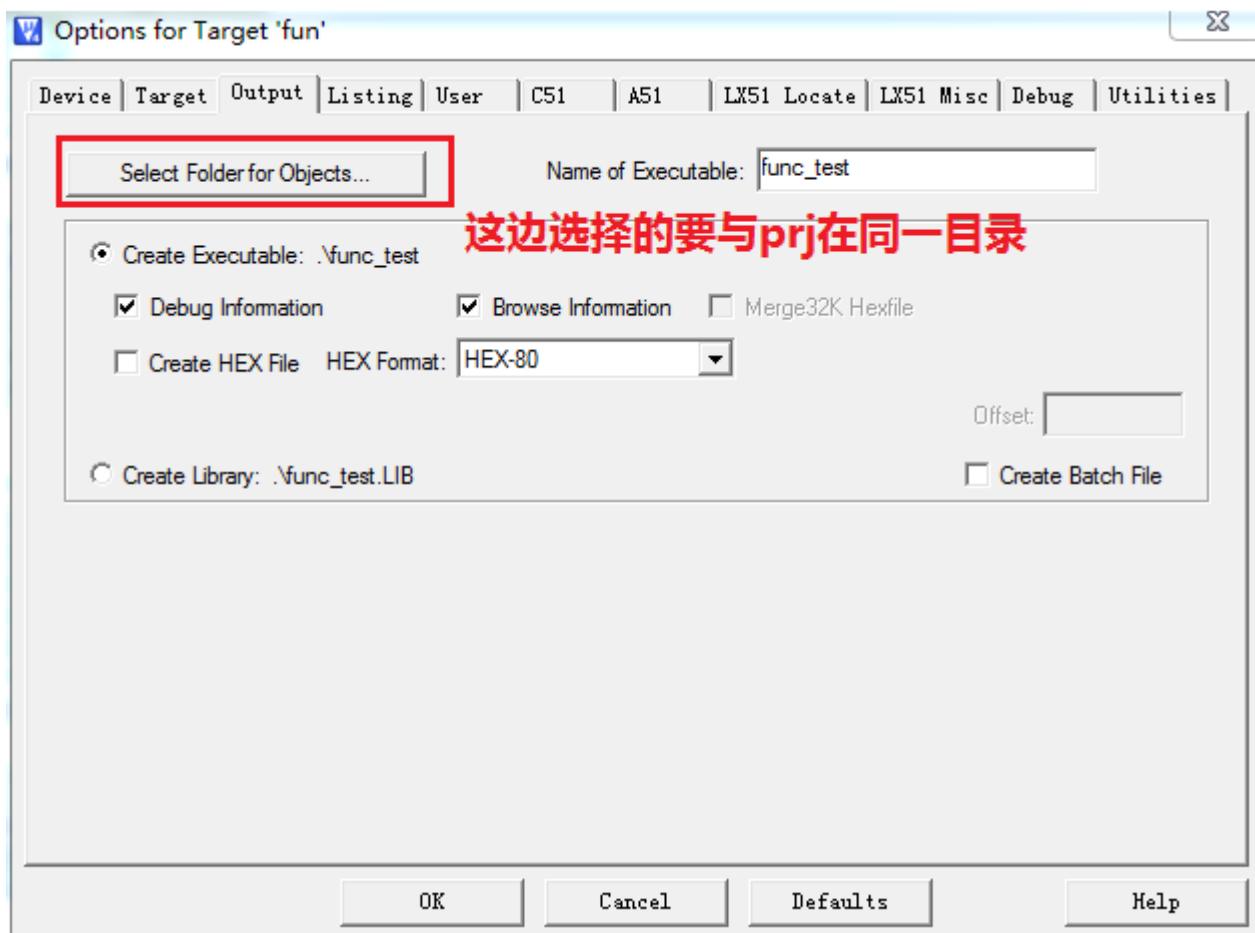 Options for Target 'fun'
Device Target Output Listing User C51 A51 LX51 Locate LX51 Misc Debug Utilities
Select Folder for Objects... Name of Executable: func_test
这边选择的要与prj在同一目录
Create Executable: .\func_test
Debug Information Browse Information Merge32K Hexfile
Create HEX File HEX Format: HEX-80
Offset:
Create Library: .\func_test.LIB Create Batch File
OK Cancel Defaults Help